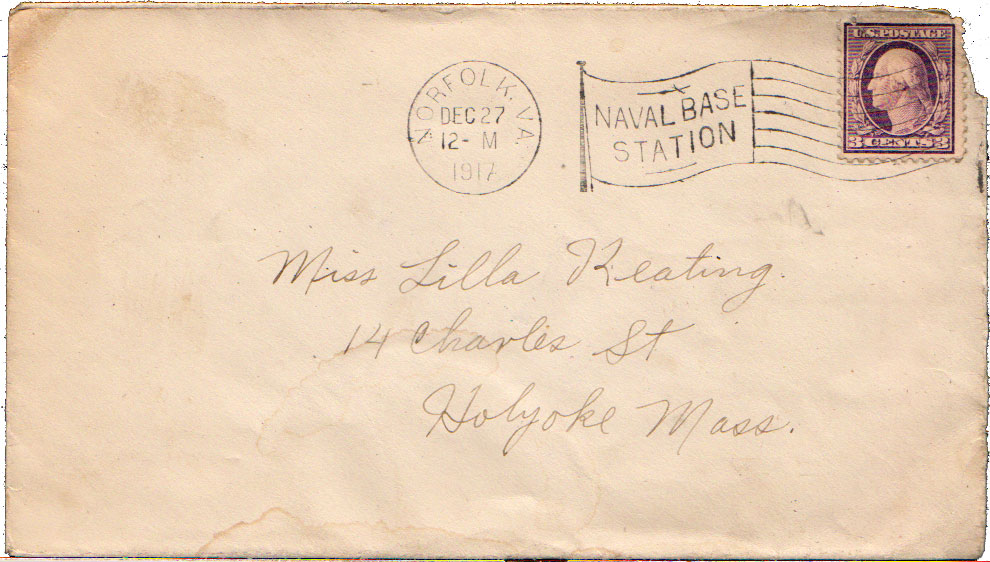 NORFOLK, VA.
DEC 27
12- M
1917
NAVAL BASE
STATION
U.S. POSTAGE
3 CENTS 3
Miss Lilla Keating.
14 Charles St
Holyoke Mass.